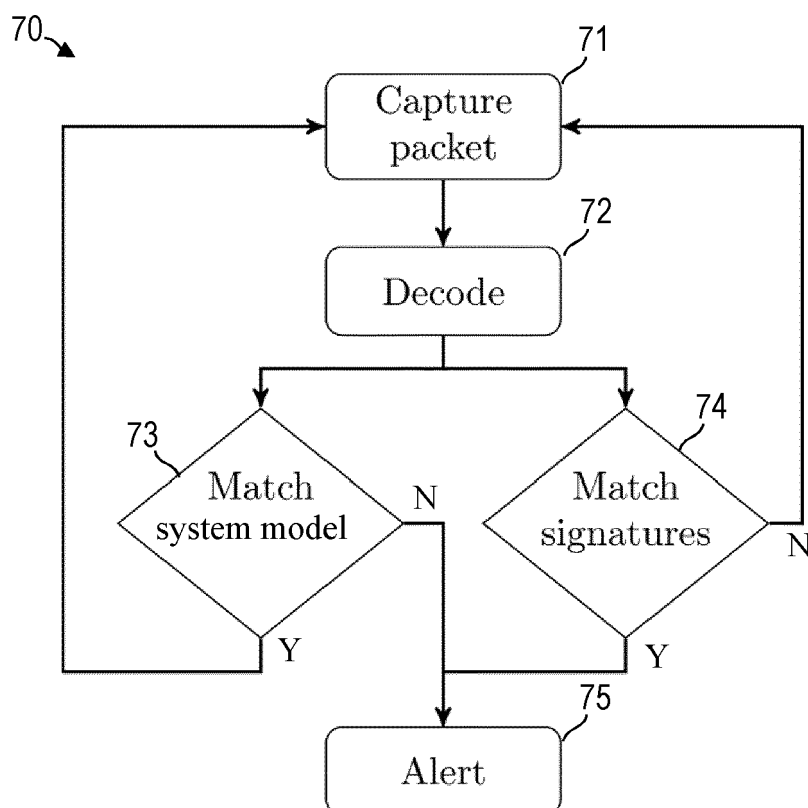 70
71
Capture
packet
72
Decode
73
Match
system model
N
Y
74
Match
signatures
N
Y
75
Alert